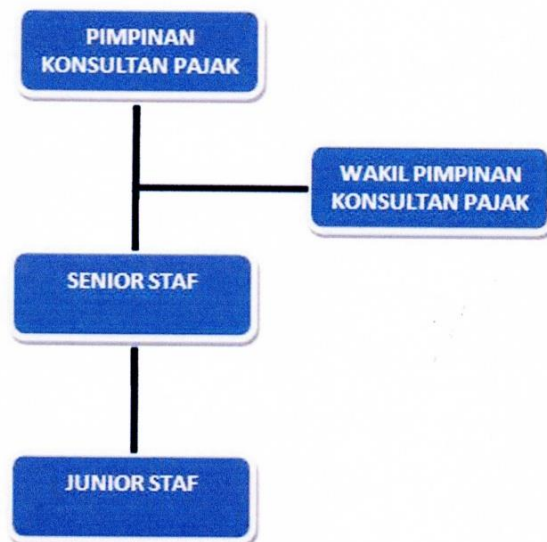 PIMPINAN
KONSULTAN PAJAK
WAKIL PIMPINAN
KONSULTAN PAJAK
SENIOR STAF
JUNIOR STAF